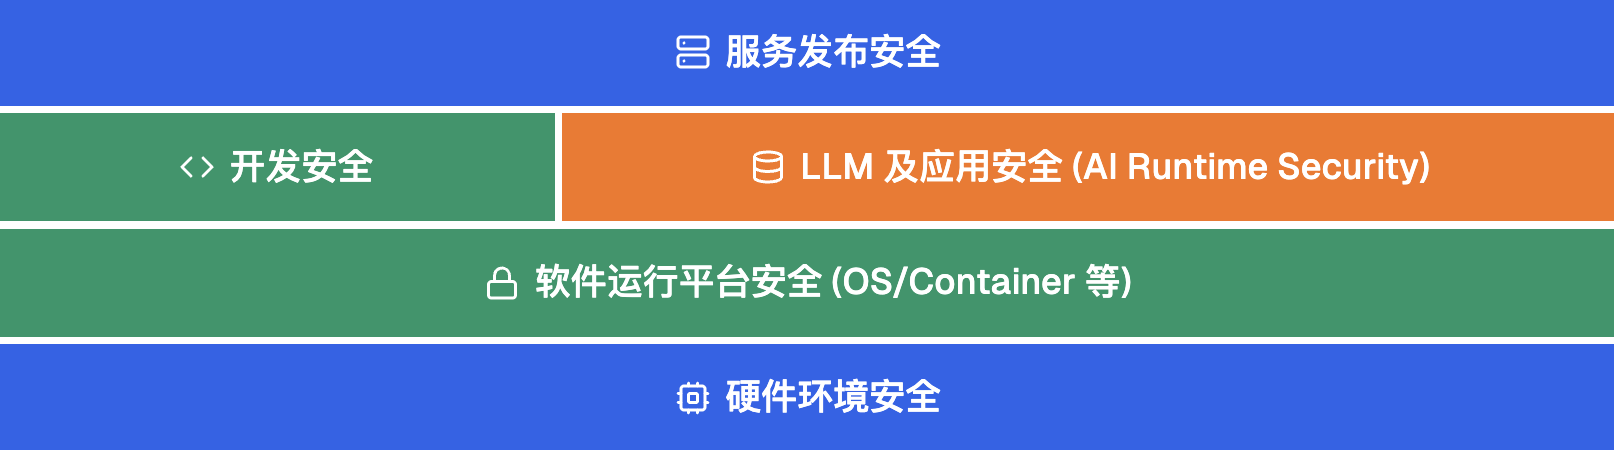 服务发布安全
开发安全
LLM 及应用安全 (AI Runtime Security)
软件运行平台安全 (OS/Container 等)
硬件环境安全